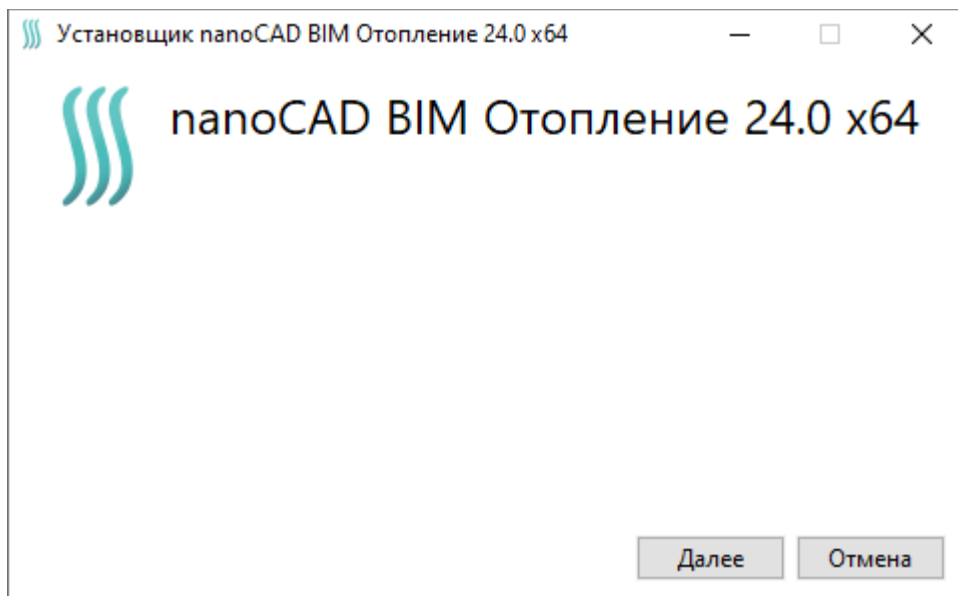 Установщик nanoCAD BIM Отопление 24.0 x64
nanoCAD BIM Отопление 24.0 x64
Далее
Отмена